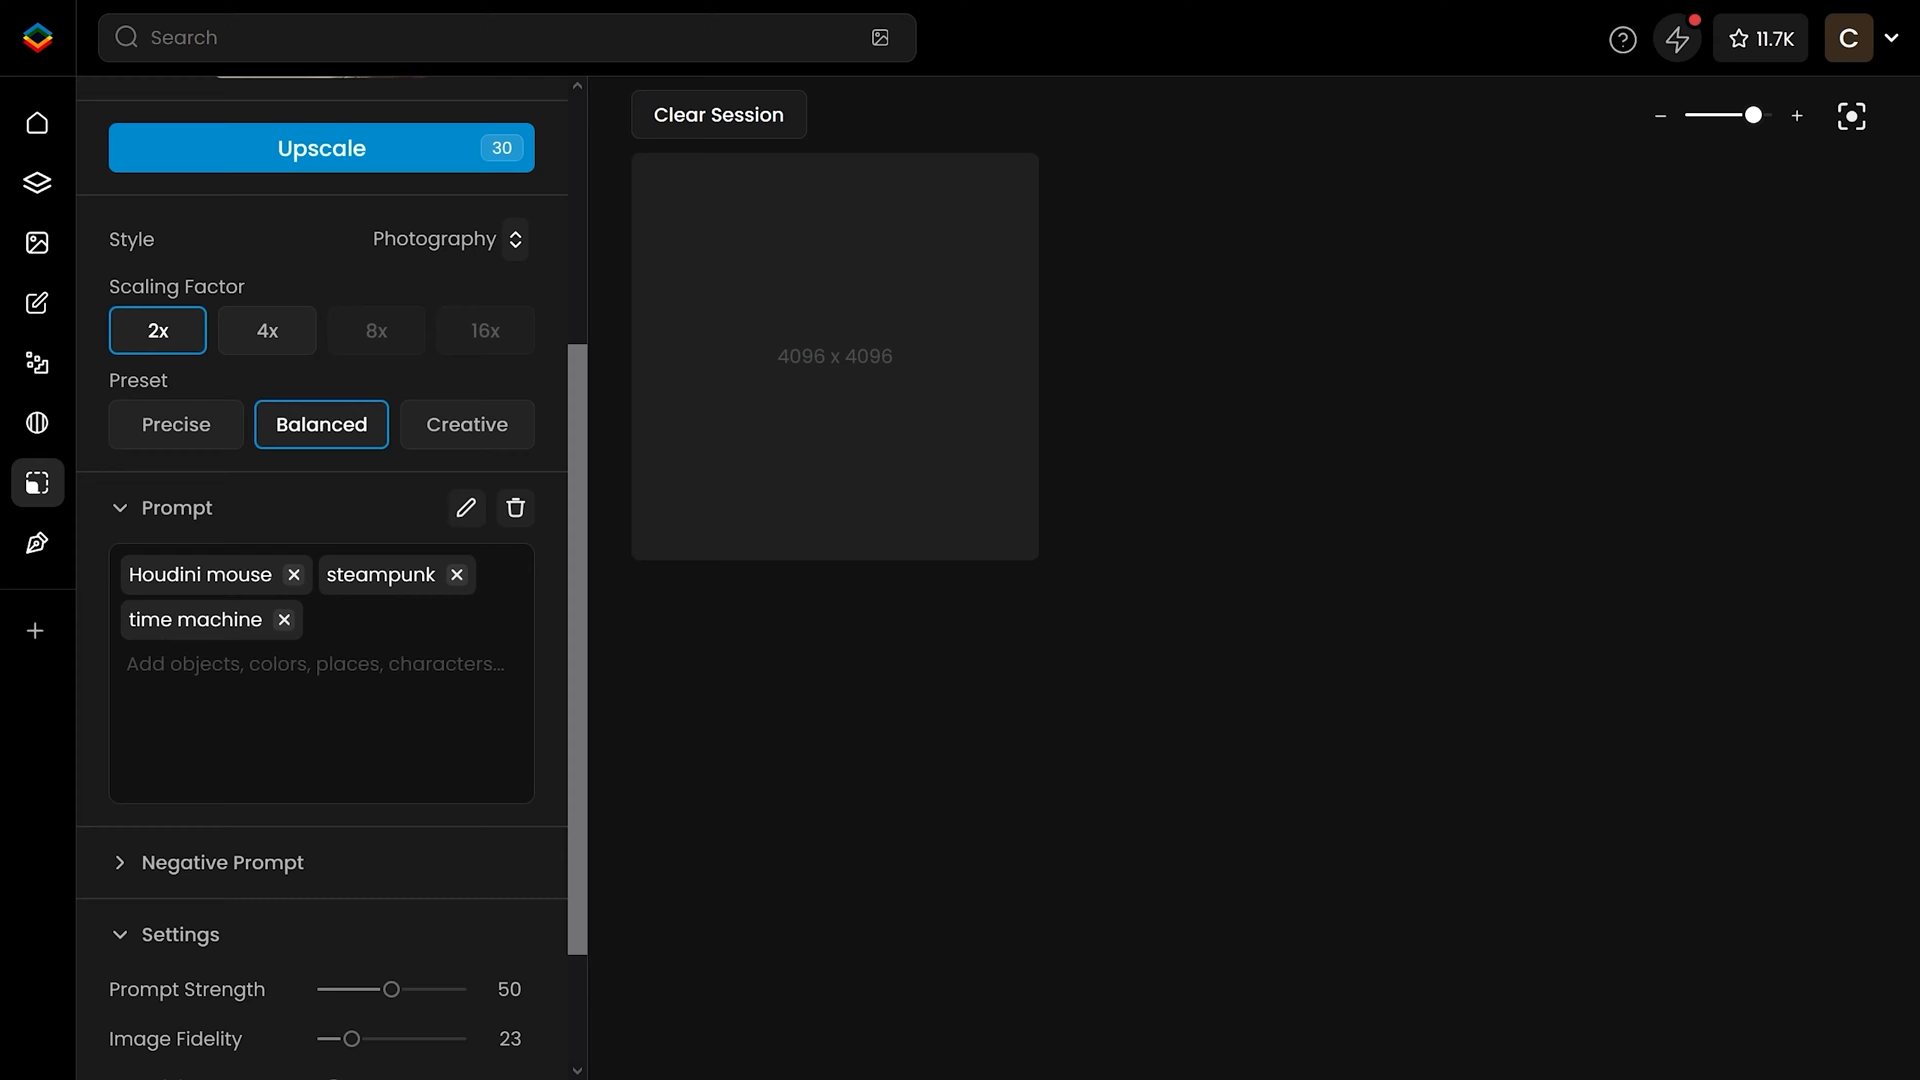 Search
11.7K
C
Clear Session
Upscale 30
Style Photography
Scaling Factor
2x 4x 8x 16x
Preset
Precise Balanced Creative
Prompt
Houdini mouse steampunk
time machine
Add objects, colors, places, characters...
Negative Prompt
Settings
Prompt Strength 50
Image Fidelity 23
4096 x 4096